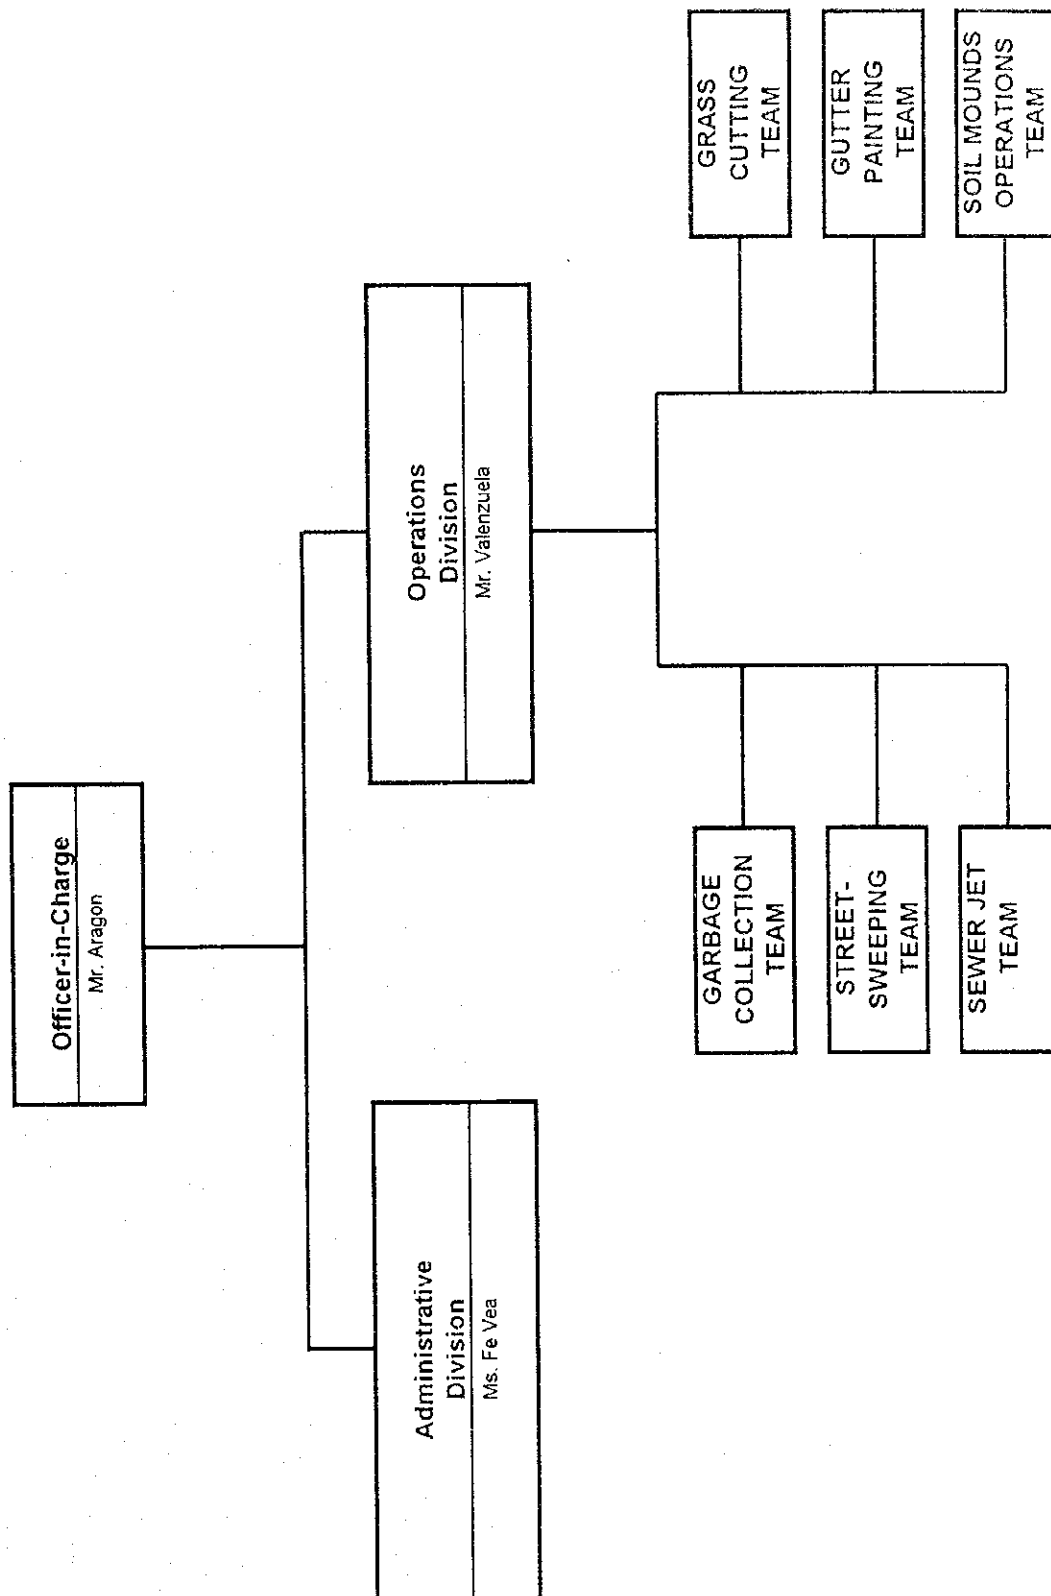 Officer-in-Charge
Mr. Aragon
Administrative
Division
Ms. Fe Vea
Operations
Division
Mr. Valenzuela
GARBAGE
COLLECTION
TEAM
STREET-
SWEEPING
TEAM
SEWER JET
TEAM
GRASS
CUTTING
TEAM
GUTTER
PAINTING
TEAM
SOIL MOUNDS
OPERATIONS
TEAM